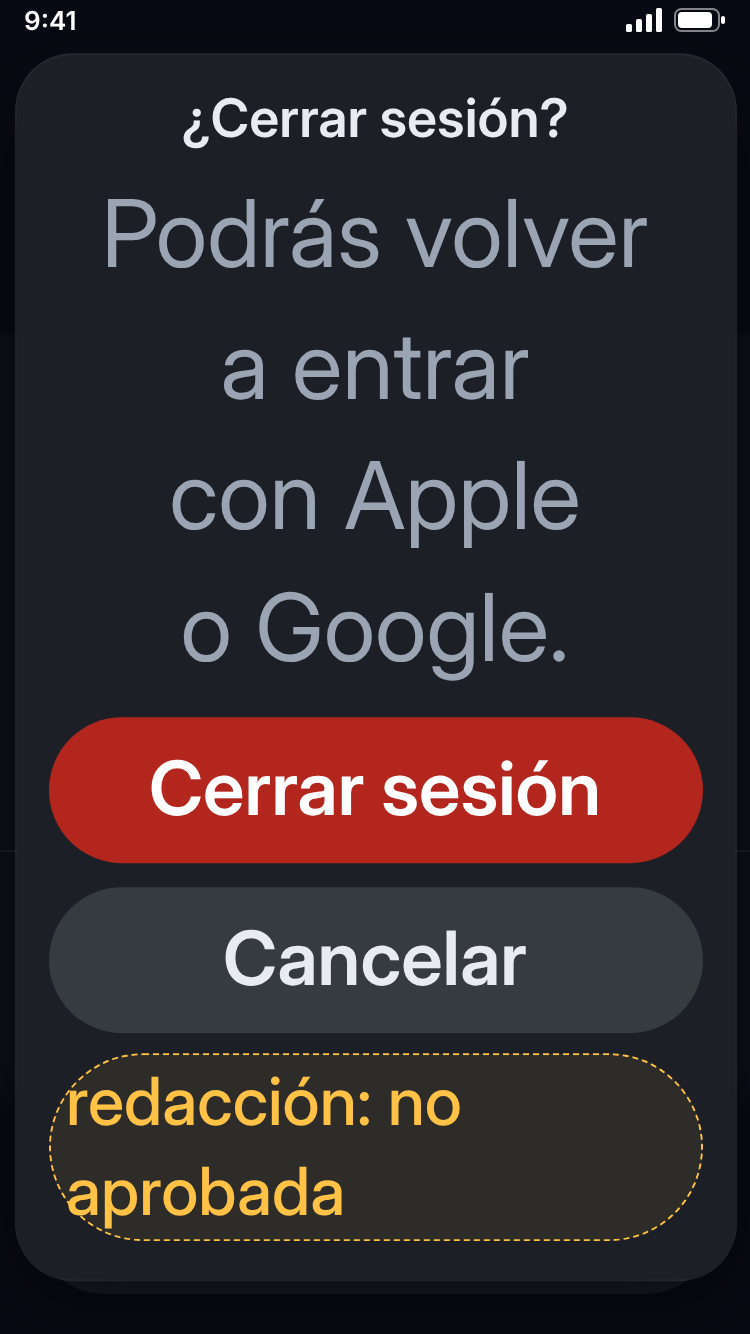 9:41
¿Cerrar sesión?
Podrás volver
a entrar
con Apple
o Google.
Cerrar sesión
Cancelar
redacción: no
aprobada